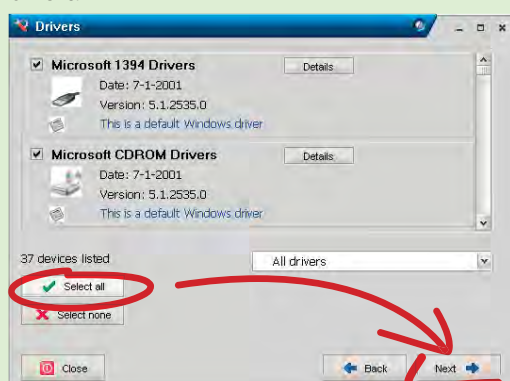 Drivers
Microsoft 1394 Drivers
Details
Date: 7-1-2001
Version: 5.1.2535.0
This is a default Windows driver
Microsoft CDROM Drivers
Details
Date: 7-1-2001
Version: 5.1.2535.0
This is a default Windows driver
37 devices listed
All drivers
Select all
Select none
Close
Back
Next